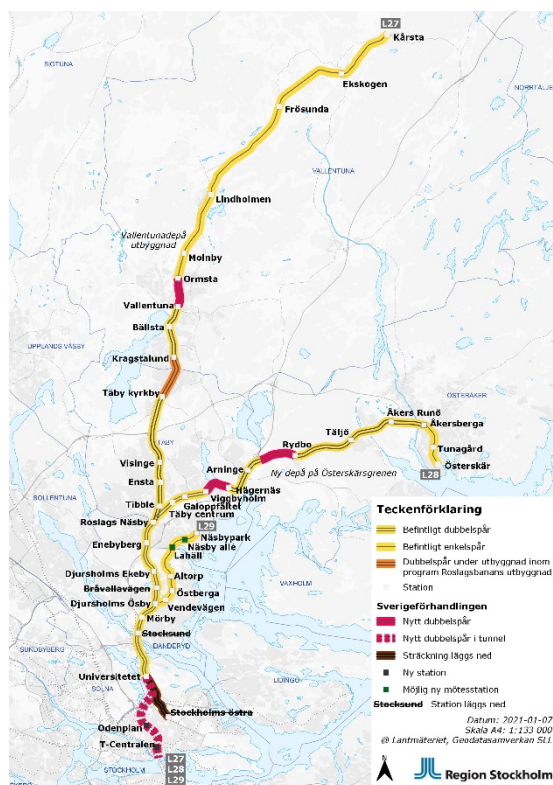 L27
Kårsta
SIGTUNA
Ekskogen
NORRTÄLJE
Frösunda
VALLENTUNA
Lindholmen
Vallentunadepå
utbyggnad
Molnby
Ormsta
Vallentuna
Bällsta
UPPLANDS VÄSBY
Kragstalund
Täby kyrkby
ÖSTERÅKER
Åkers Runö
Åkersberga
Täljö
Rydbo
Tunagård
TÄBY
Visinge
Arninge
Ny depå på Österskärsgrenen
Österskär
L28
Ensta
Hägernäs
Viggbyholm
SOLLENTUNA
Tibble
Galoppfältet
Täby centrum
Roslags Näsby
L29
Enebyberg
Näsbypark
Näsby allé
Lahäll
Djursholms Ekeby
Altorp
VAXHOLM
Bråvallavägen
Östberga
Djursholms Ösby
Vendevägen
Mörby
Stocksund
DANDERYD
SUNDBYBERG
LIDINGÖ
Universitetet
SOLNA
Stockholms östra
Odenplan
T-Centralen
STOCKHOLM
L27
L28
L29
Teckenförklaring
Befintligt dubbelspår
Befintligt enkelspår
Dubbelspår under utbyggnad inom
program Roslagsbanans utbyggnad
Station
Sverigeförhandlingen
Nytt dubbelspår
Nytt dubbelspår i tunnel
Sträckning läggs ned
Ny station
Möjlig ny mötesstation
Stocksund Station läggs ned
Datum: 2021-01-07
Skala A4: 1:133 000
@ Lantmäteriet, Geodatasamverkan SLL
N
Region Stockholm